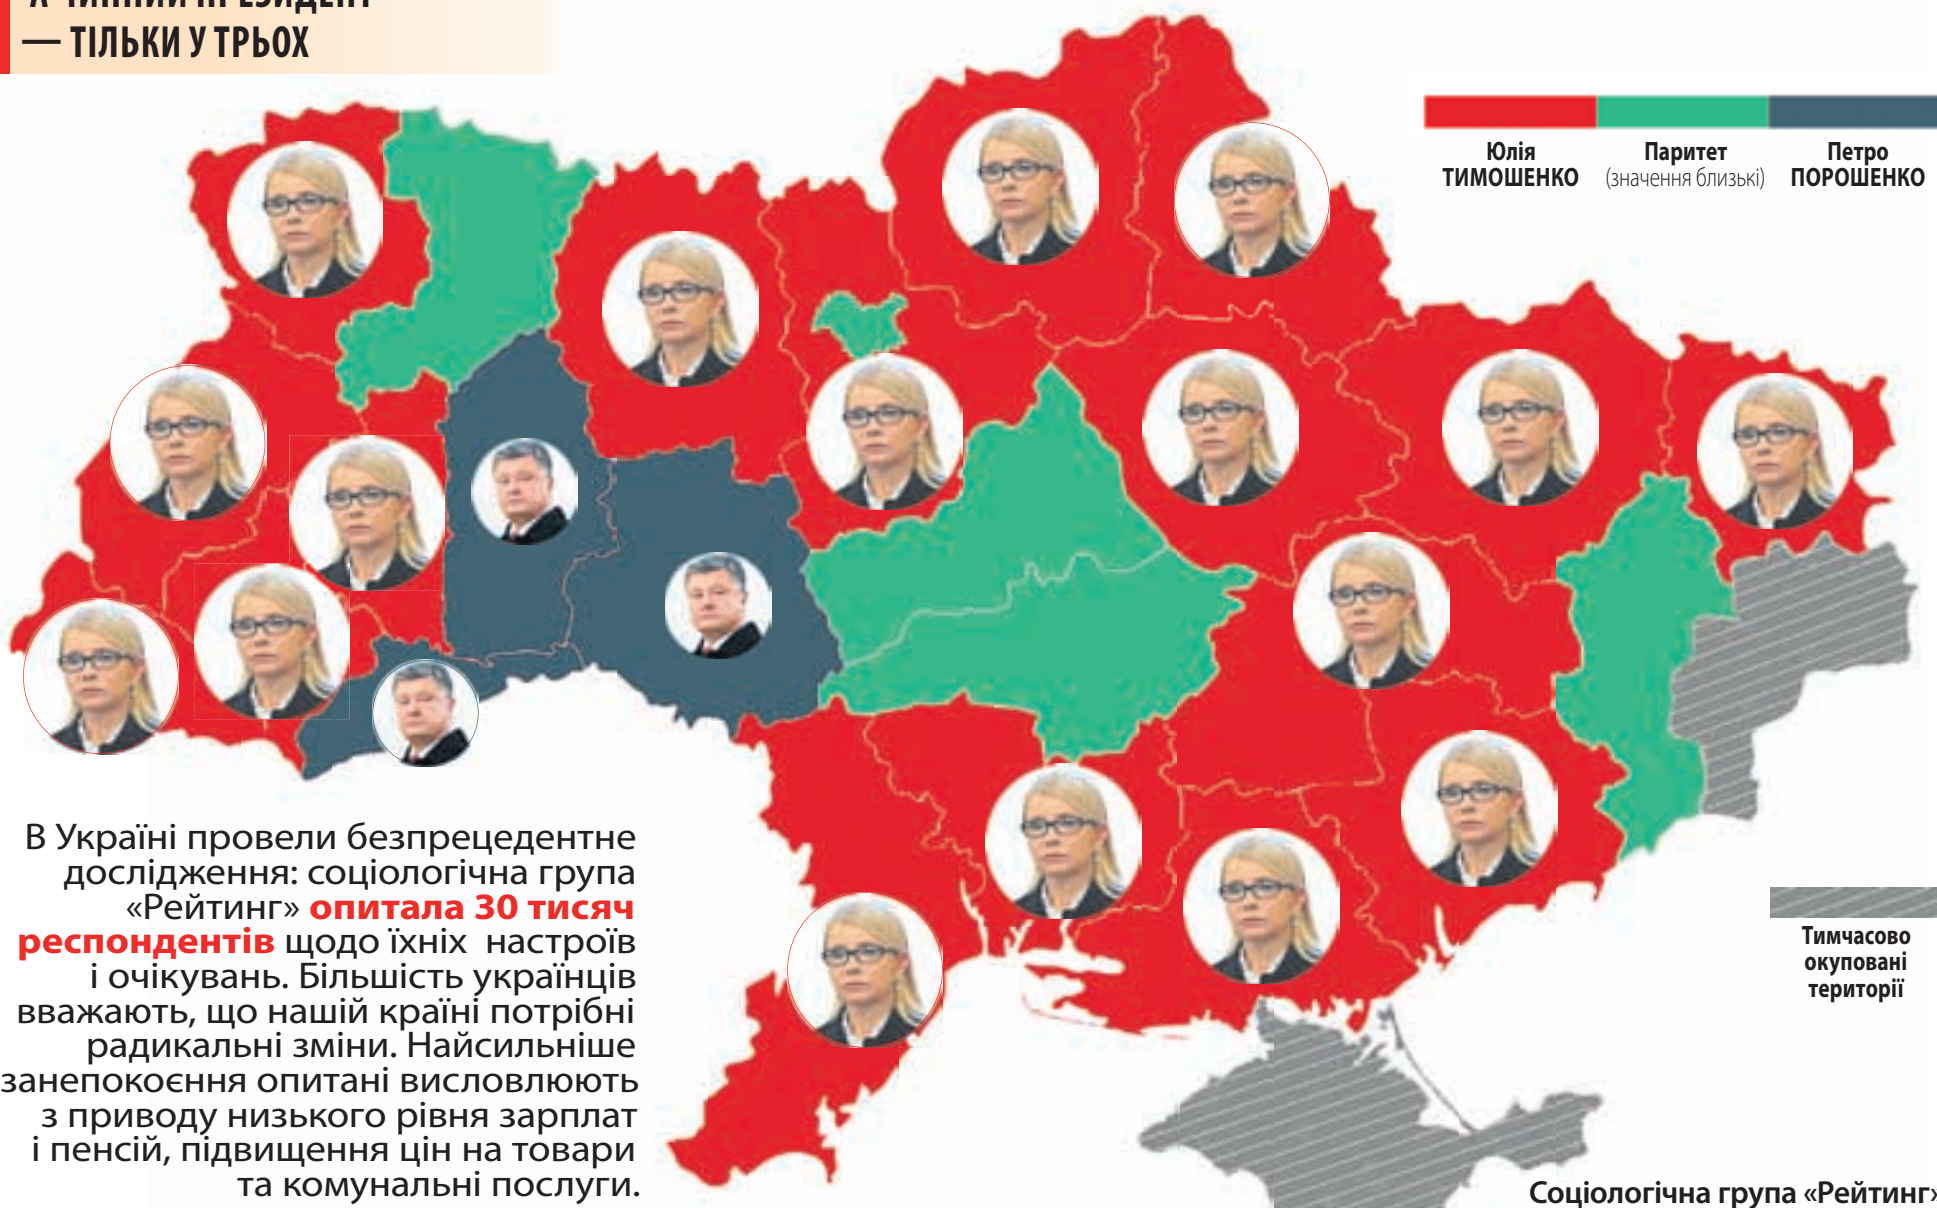 А ЧИННИЙ ПРЕЗИДЕНТ
— ТІЛЬКИ У ТРЬОХ
Юлія
ТИМОШЕНКО
Паритет
(значення близькі)
Петро
ПОРОШЕНКО
В Україні провели безпрецедентне
дослідження: соціологічна група
«Рейтинг» опитала 30 тисяч
респондентів щодо їхніх настроїв
і очікувань. Більшість українців
вважають, що нашій країні потрібні
радикальні зміни. Найсильніше
занепокоєння опитані висловлюють
з приводу низького рівня зарплат
і пенсій, підвищення цін на товари
та комунальні послуги.
Тимчасово
окуповані
території
Соціологічна група «Рейтинг»